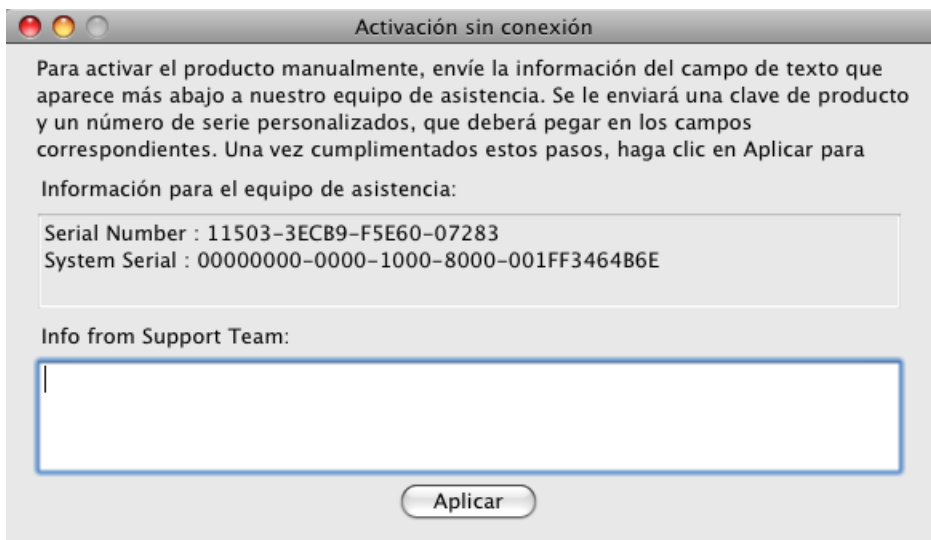 Activación sin conexión
Para activar el producto manualmente, envíe la información del campo de texto que
aparece más abajo a nuestro equipo de asistencia. Se le enviará una clave de producto
y un número de serie personalizados, que deberá pegar en los campos
correspondientes. Una vez cumplimentados estos pasos, haga clic en Aplicar para
Información para el equipo de asistencia:
Serial Number : 11503-3ECB9-F5E60-07283
System Serial : 00000000-0000-1000-8000-001FF3464B6E
Info from Support Team:
Aplicar